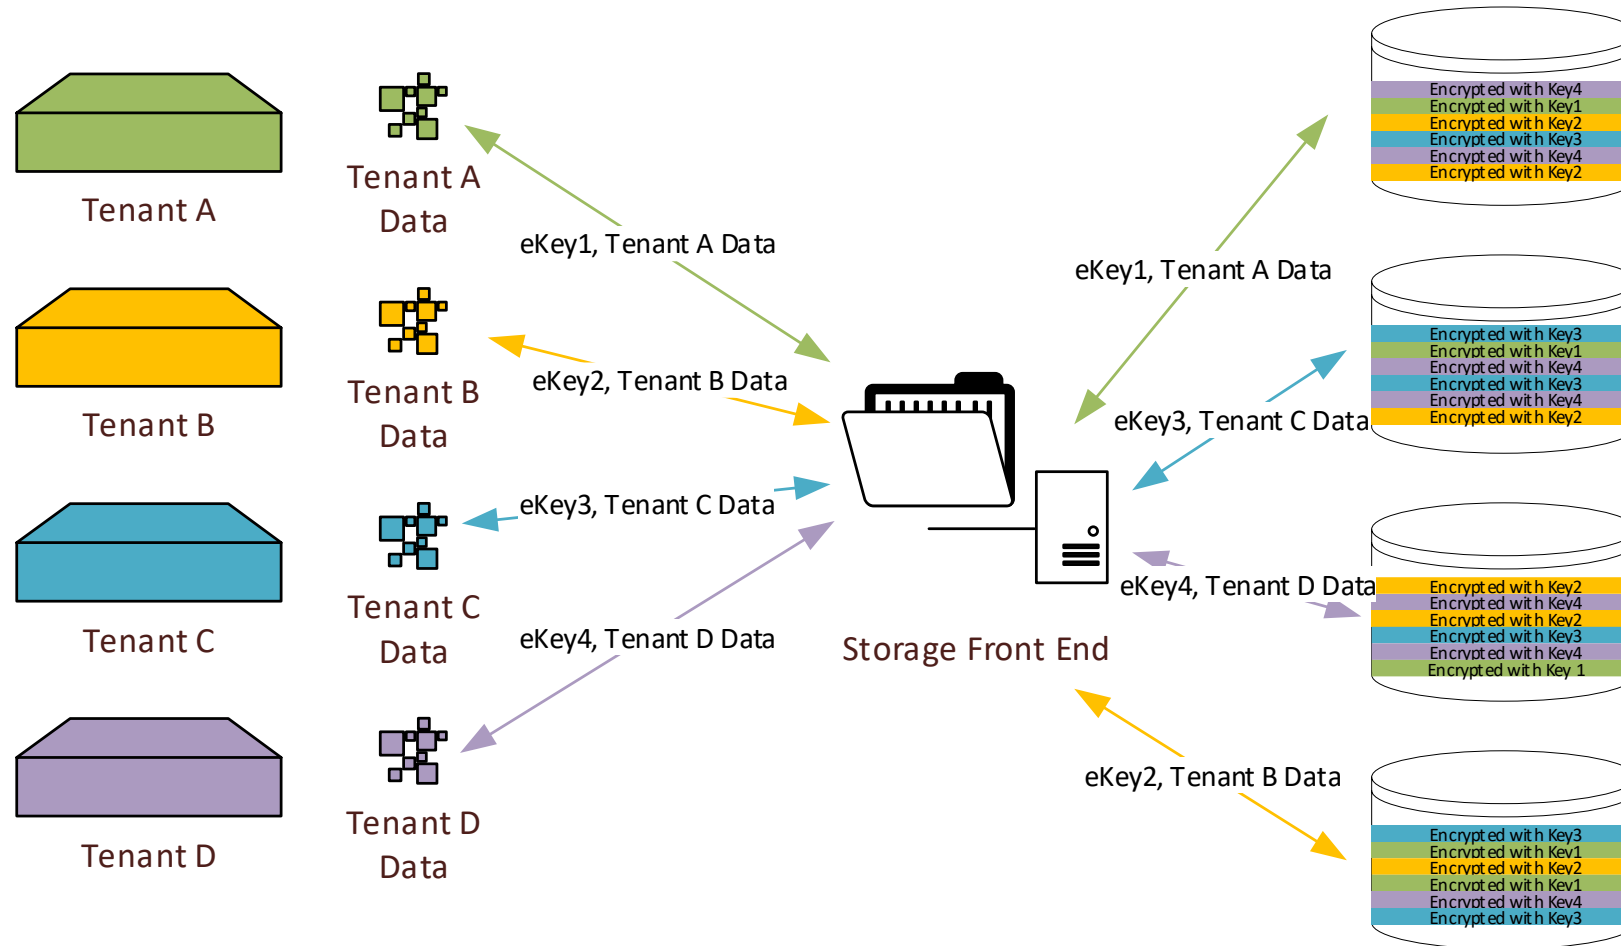 Tenant A
Tenant A
Data
eKey1, Tenant A Data
Tenant B
Tenant B
Data
eKey2, Tenant B Data
Tenant C
Tenant C
Data
eKey3, Tenant C Data
Tenant D
Tenant D
Data
eKey4, Tenant D Data
Storage Front End
eKey1, Tenant A Data
eKey3, Tenant C Data
eKey4, Tenant D Data
eKey2, Tenant B Data
Encrypted with Key4
Encrypted with Key1
Encrypted with Key2
Encrypted with Key3
Encrypted with Key4
Encrypted with Key2
Encrypted with Key3
Encrypted with Key1
Encrypted with Key4
Encrypted with Key3
Encrypted with Key4
Encrypted with Key2
Encrypted with Key2
Encrypted with Key4
Encrypted with Key2
Encrypted with Key3
Encrypted with Key4
Encrypted with Key 1
Encrypted with Key3
Encrypted with Key1
Encrypted with Key2
Encrypted with Key1
Encrypted with Key4
Encrypted with Key3